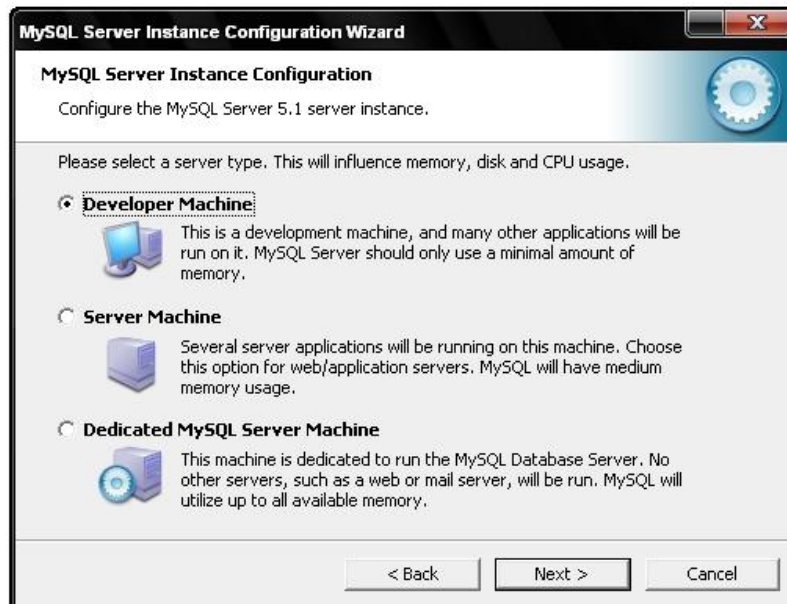 MySQL Server Instance Configuration Wizard
MySQL Server Instance Configuration
Configure the MySQL Server 5.1 server instance.
Please select a server type. This will influence memory, disk and CPU usage.
Developer Machine
This is a development machine, and many other applications will be
run on it. MySQL Server should only use a minimal amount of
memory.
Server Machine
Several server applications will be running on this machine. Choose
this option for web/application servers. MySQL will have medium
memory usage.
Dedicated MySQL Server Machine
This machine is dedicated to run the MySQL Database Server. No
other servers, such as a web or mail server, will be run. MySQL will
utilize up to all available memory.
< Back Next > Cancel